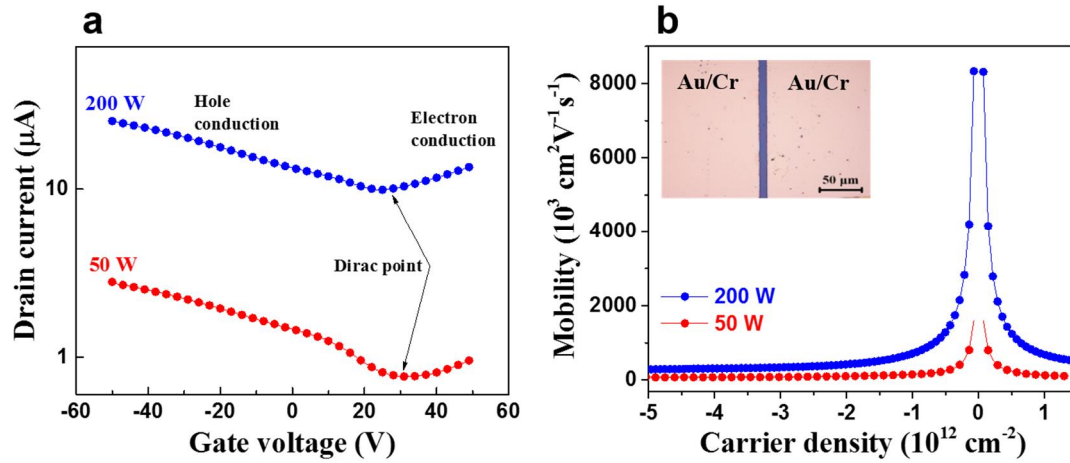 a
Drain current (μA)
10
1
200 W
Hole
conduction
Electron
conduction
50 W
Dirac point
-60 -40 -20 0 20 40 60
Gate voltage (V)
b
Mobility (10³ cm²V⁻¹s⁻¹)
8000
6000
4000
2000
0
Au/Cr Au/Cr
50 μm
200 W
50 W
-5 -4 -3 -2 -1 0 1
Carrier density (10¹² cm⁻²)